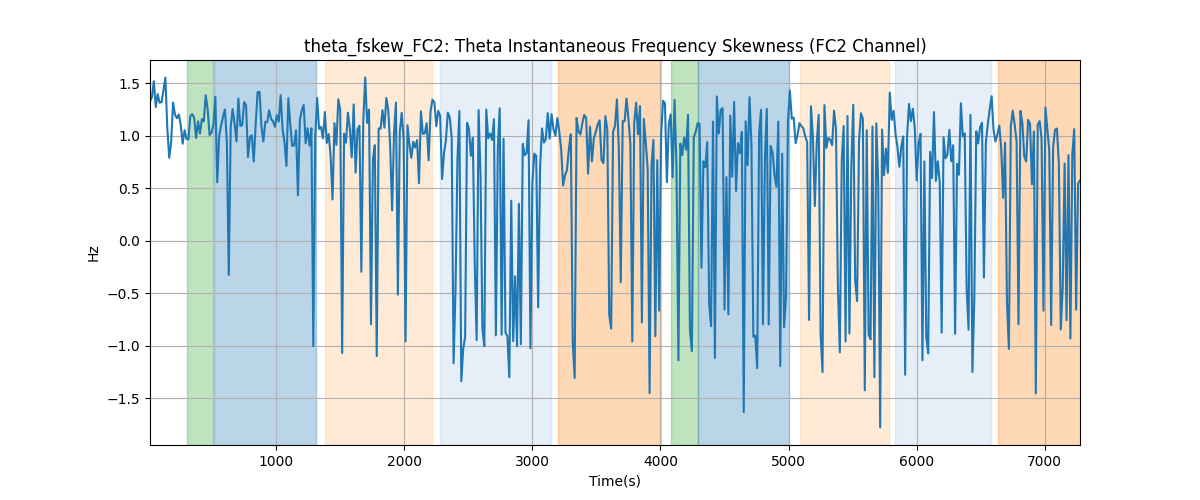 theta_fskew_FC2: Theta Instantaneous Frequency Skewness (FC2 Channel)
1.5
1.0
0.5
0.0
−0.5
−1.0
−1.5
Hz
1000 2000 3000 4000 5000 6000 7000
Time(s)